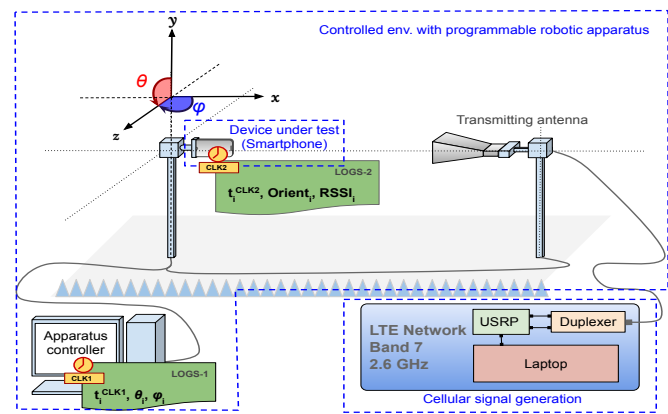 Controlled env. with programmable robotic apparatus
y
θ
x
φ
z
Device under test
(Smartphone)
Transmitting antenna
CLK2
LOGS-2
t_i^CLK2, Orient_i, RSSI_i
Apparatus
controller
CLK1
LOGS-1
t_i^CLK1, θ_i, φ_i
LTE Network
Band 7
2.6 GHz
USRP
Duplexer
Laptop
Cellular signal generation